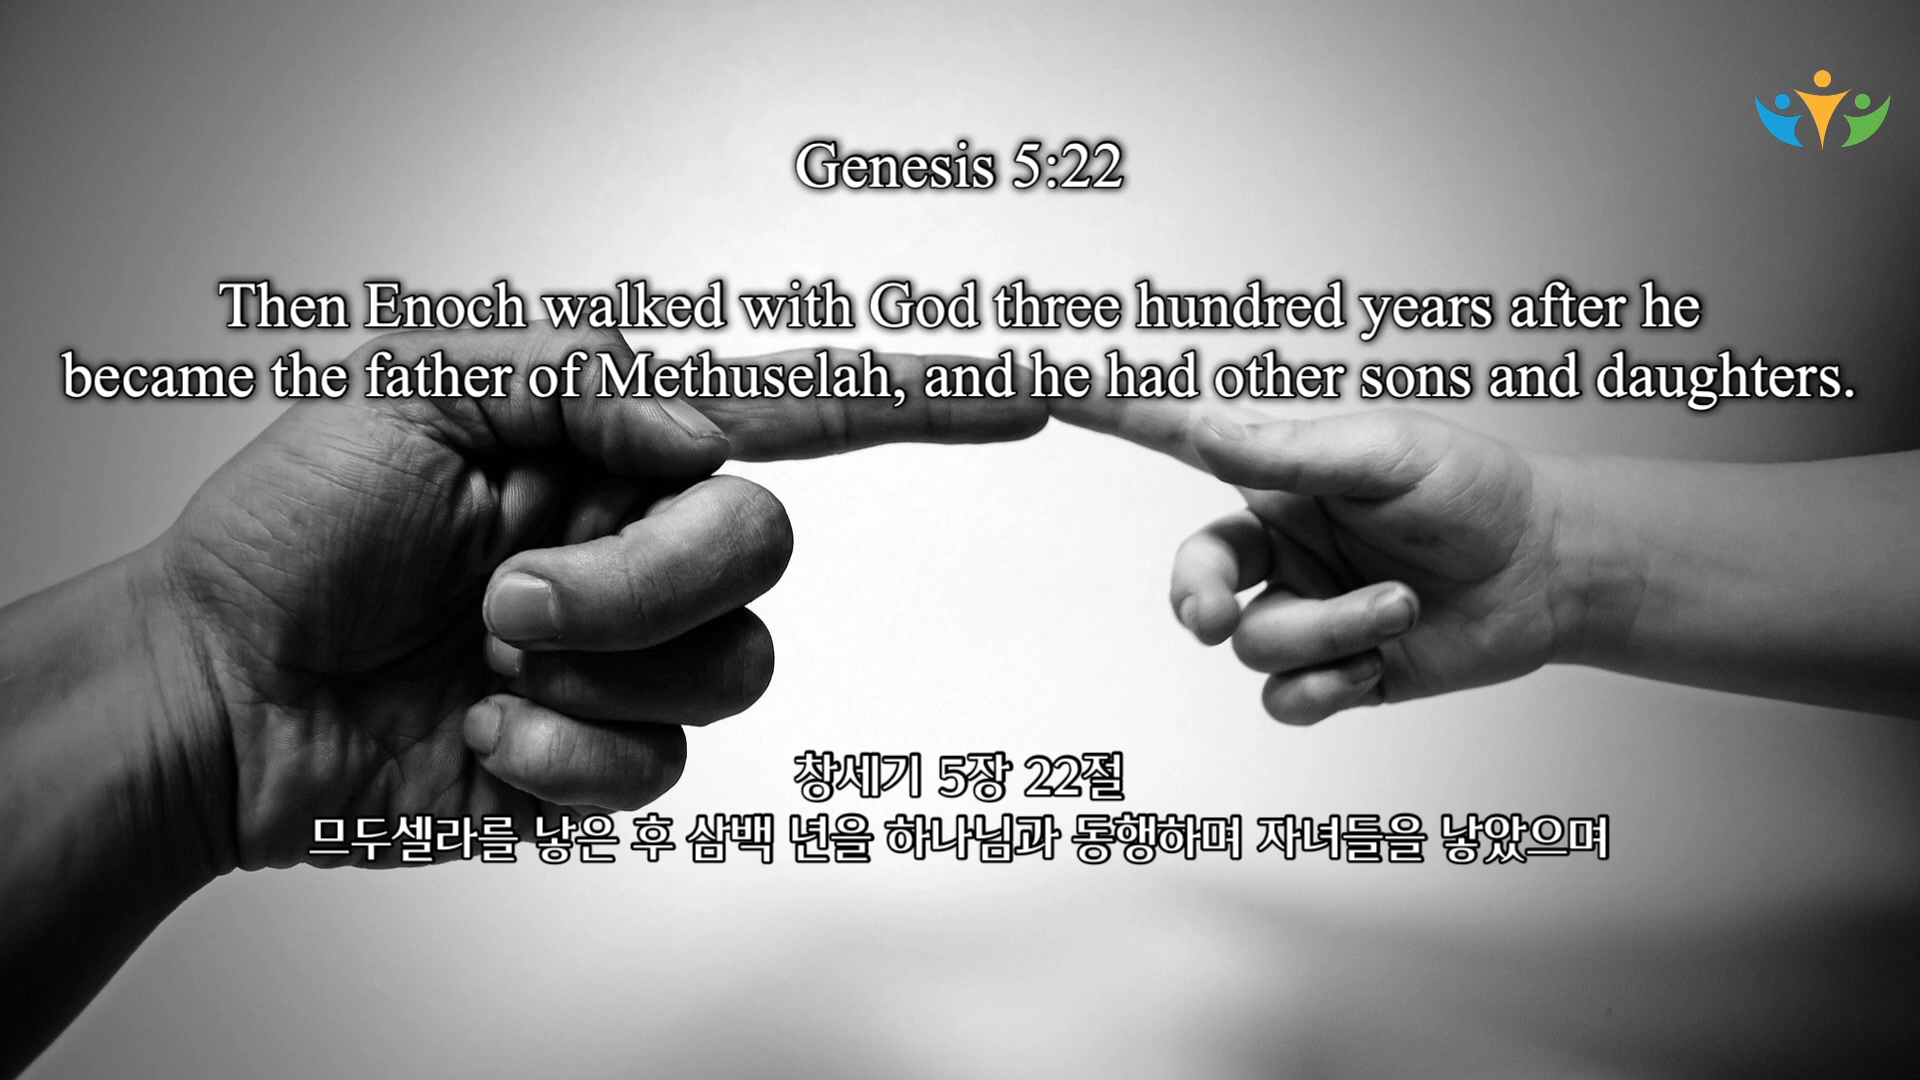 Genesis 5:22
Then Enoch walked with God three hundred years after he
became the father of Methuselah, and he had other sons and daughters.
창세기 5장 22절
므두셀라를 낳은 후 삼백 년을 하나님과 동행하며 자녀들을 낳았으며